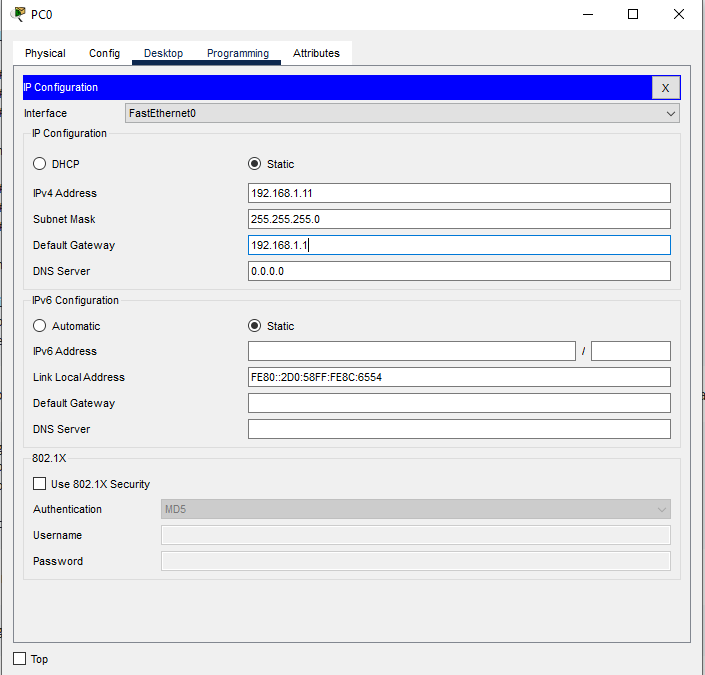 PC0
Physical Config Desktop Programming Attributes
IP Configuration X
Interface FastEthernet0
IP Configuration
DHCP Static
IPv4 Address 192.168.1.11
Subnet Mask 255.255.255.0
Default Gateway 192.168.1.1
DNS Server 0.0.0.0
IPv6 Configuration
Automatic Static
IPv6 Address /
Link Local Address FE80::2D0:58FF:FE8C:6554
Default Gateway
DNS Server
802.1X
Use 802.1X Security
Authentication MD5
Username
Password
Top